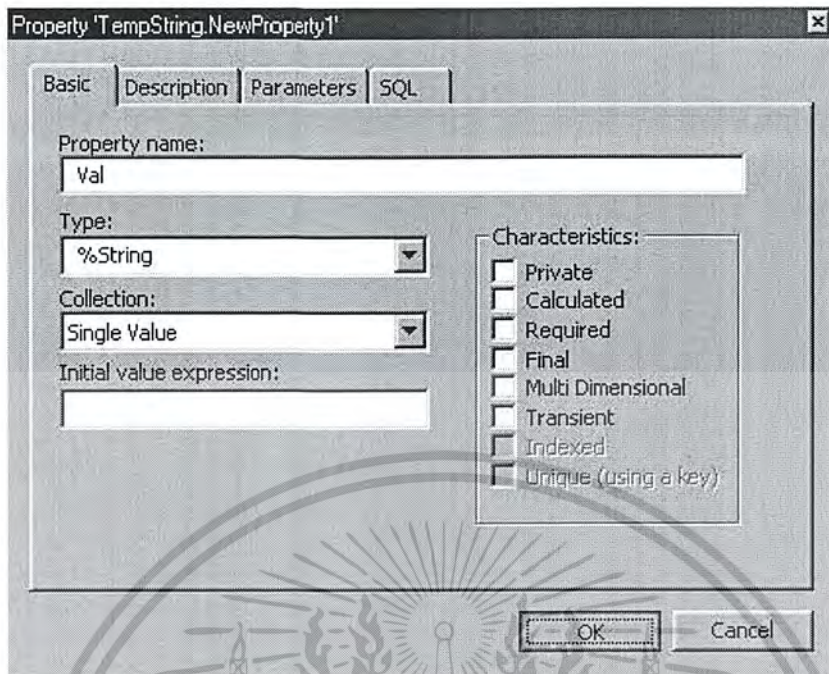 Property 'TempString.NewProperty1'
Basic Description Parameters SQL
Property name:
Val
Type:
%String
Collection:
Single Value
Initial value expression:
Characteristics:
Private
Calculated
Required
Final
Multi Dimensional
Transient
Indexed
Unique (using a key)
OK Cancel